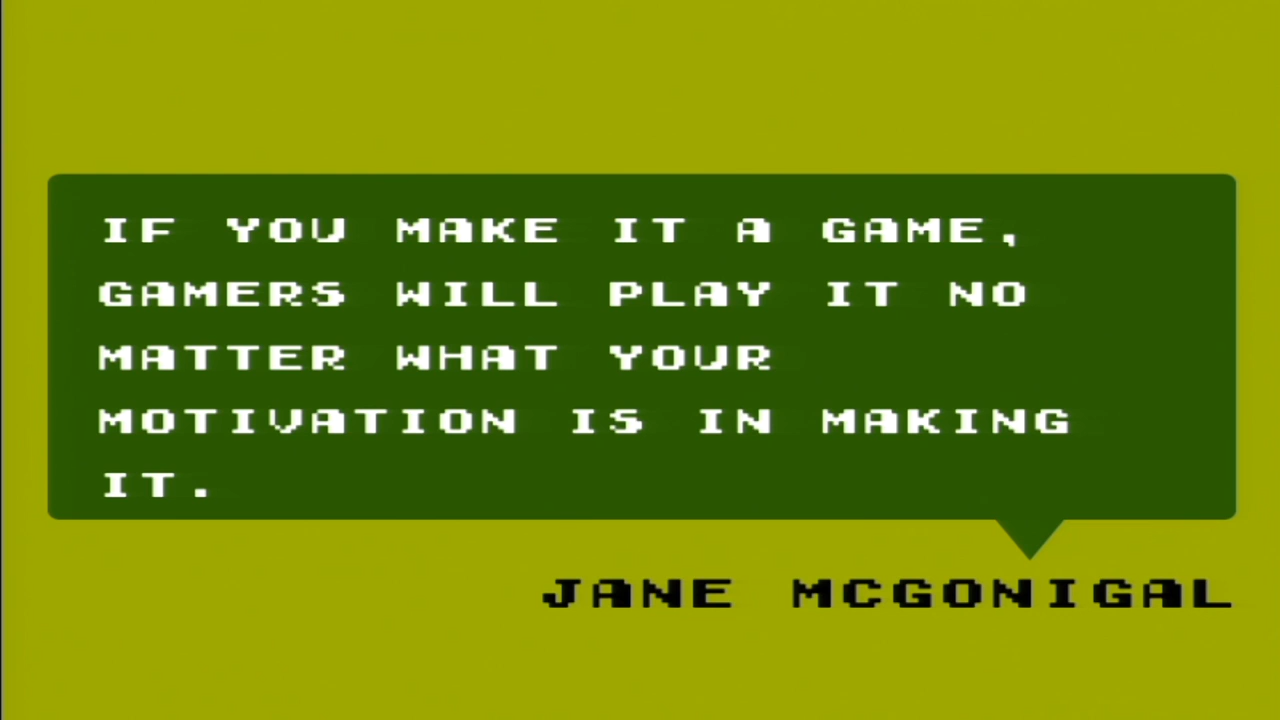 IF YOU MAKE IT A GAME,
GAMERS WILL PLAY IT NO
MATTER WHAT YOUR
MOTIVATION IS IN MAKING
IT.
JANE MCGONIGAL